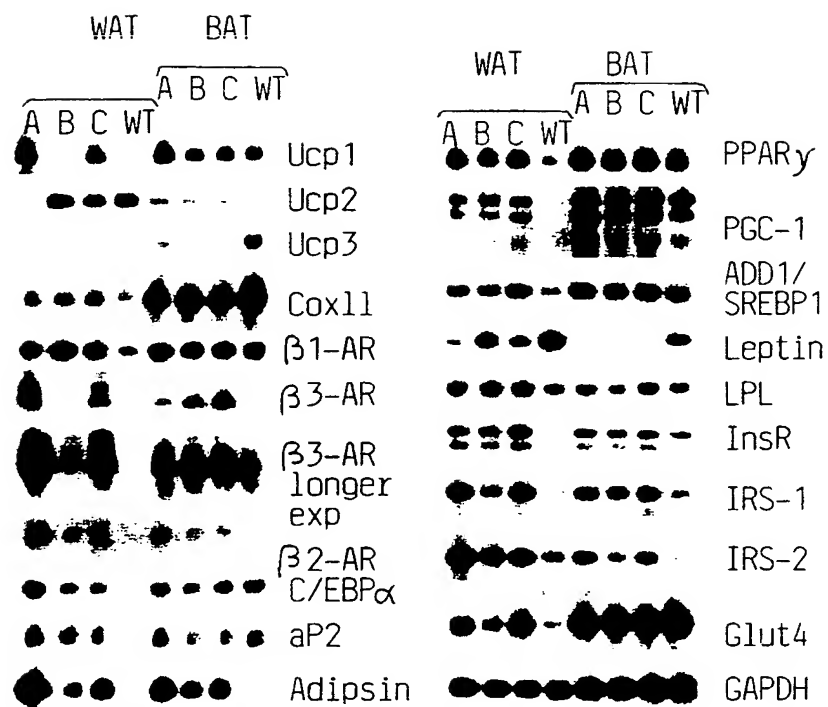 WAT BAT
A B C WT A B C WT
Ucp1
Ucp2
Ucp3
CoxII
β1-AR
β3-AR
β3-AR
longer
exp
β2-AR
C/EBPα
aP2
Adipsin
WAT BAT
A B C WT A B C WT
PPARγ
PGC-1
ADD1/
SREBP1
Leptin
LPL
InsR
IRS-1
IRS-2
Glut4
GAPDH